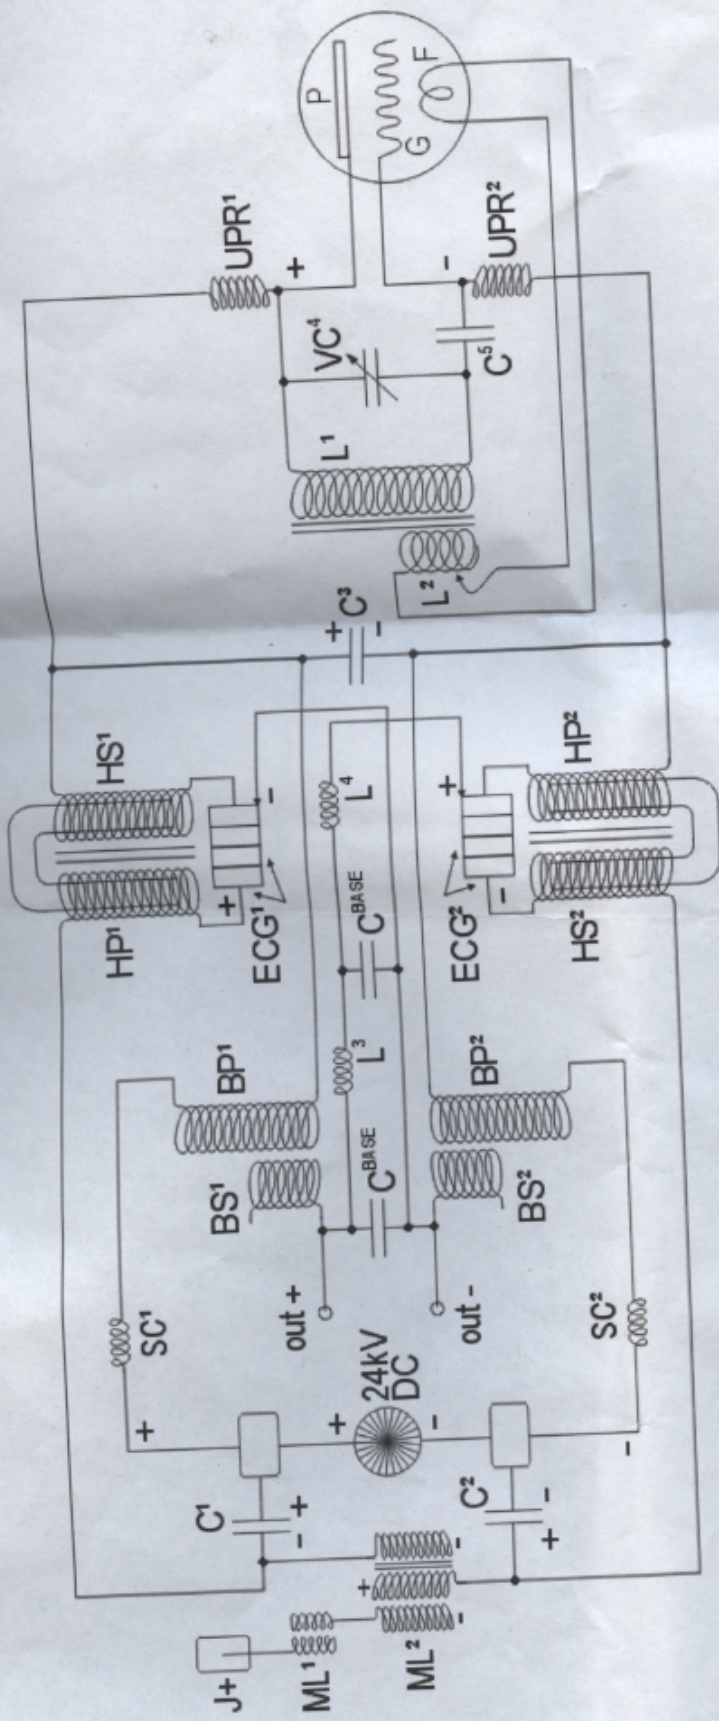 J+
ML¹
ML²
+
-
-
C¹
+
-
C²
-
+
+
-
+
-
24kV
DC
SC¹
SC²
out +
out -
BS¹
BP¹
BS²
BP²
C^BASE
L³
C^BASE
L⁴
HP¹
HS¹
+
-
ECG¹
ECG²
+
-
HS²
HP²
C³
+
-
L¹
L²
VC⁴
C⁵
UPR¹
+
-
UPR²
P
G
F